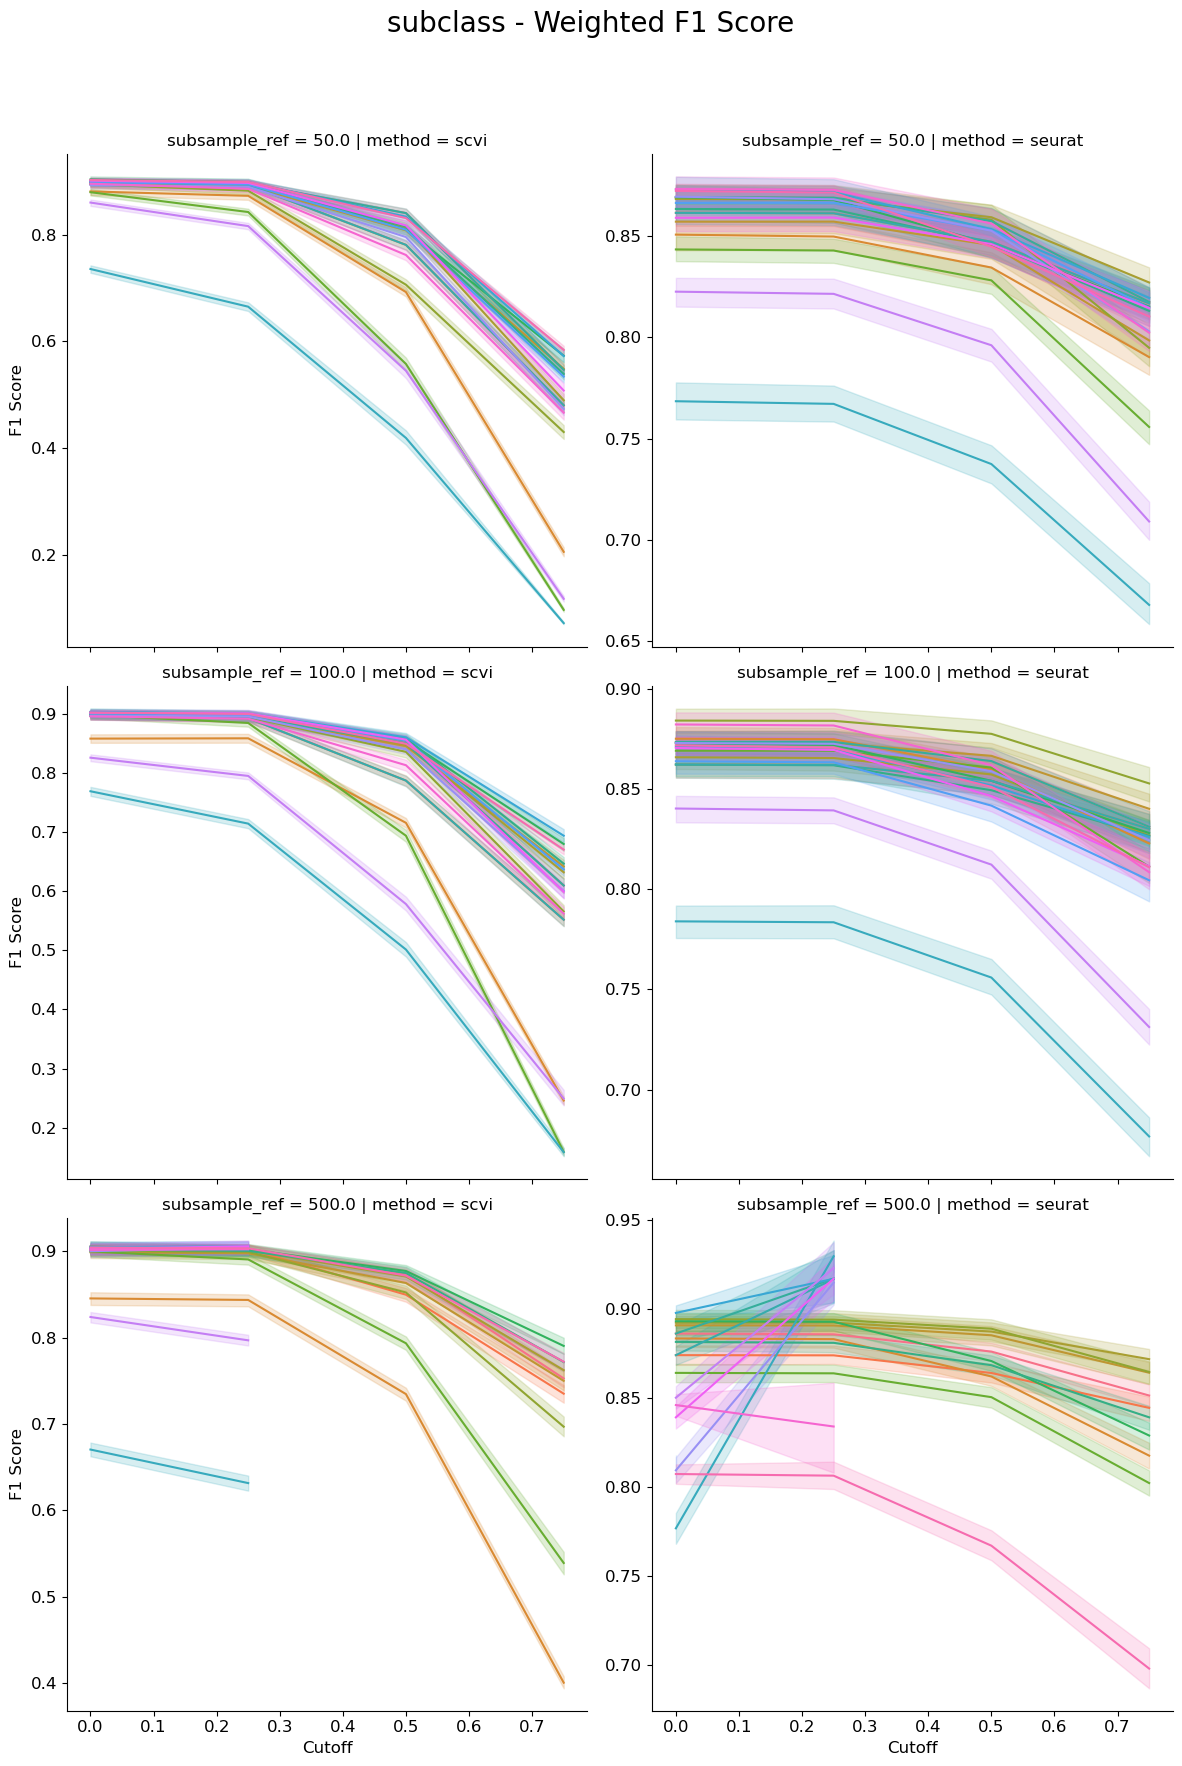 subclass - Weighted F1 Score
subsample_ref = 50.0 | method = scvi
subsample_ref = 50.0 | method = seurat
F1 Score
0.8
0.6
0.4
0.2
0.85
0.80
0.75
0.70
0.65
subsample_ref = 100.0 | method = scvi
subsample_ref = 100.0 | method = seurat
F1 Score
0.9
0.8
0.7
0.6
0.5
0.4
0.3
0.2
0.90
0.85
0.80
0.75
0.70
subsample_ref = 500.0 | method = scvi
subsample_ref = 500.0 | method = seurat
F1 Score
0.9
0.8
0.7
0.6
0.5
0.4
0.95
0.90
0.85
0.80
0.75
0.70
0.0 0.1 0.2 0.3 0.4 0.5 0.6 0.7
0.0 0.1 0.2 0.3 0.4 0.5 0.6 0.7
Cutoff
Cutoff